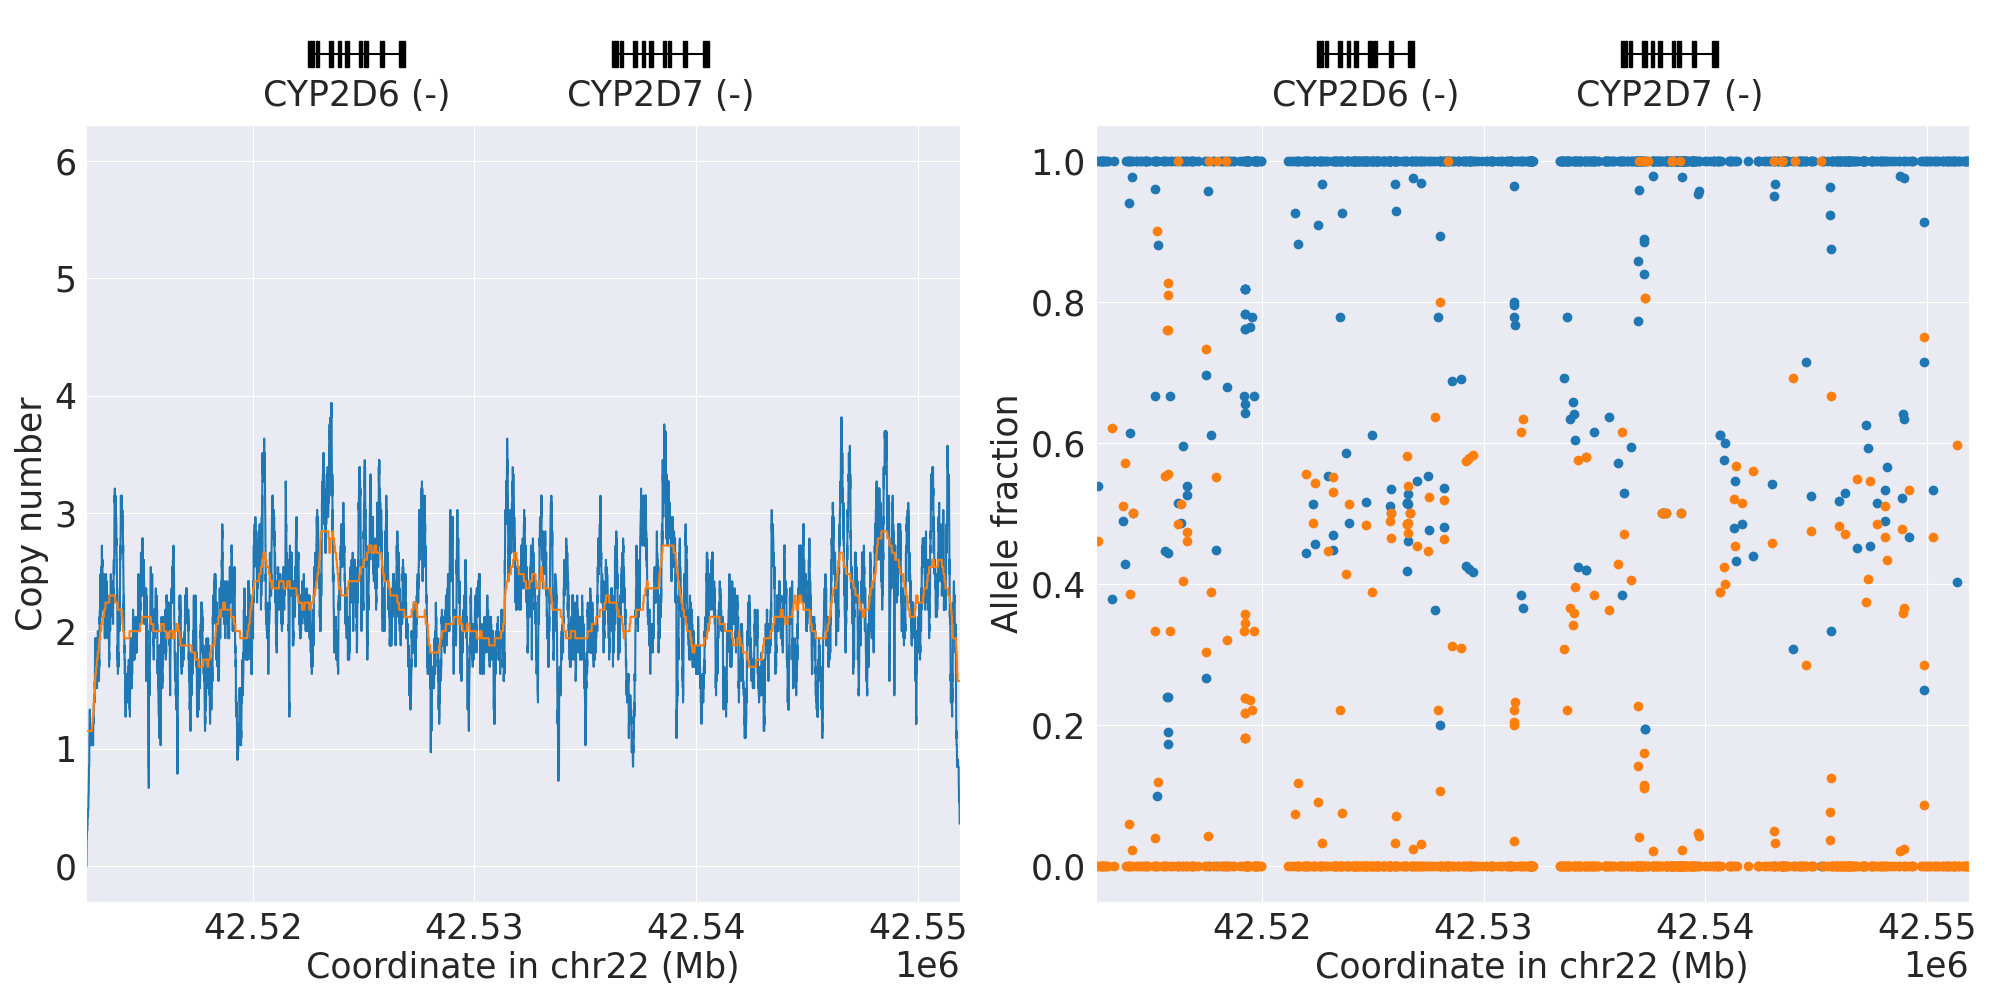 CYP2D6 (-) CYP2D7 (-)
6
5
4
3
2
1
0
Copy number
42.52 42.53 42.54 42.55
Coordinate in chr22 (Mb)
1e6
CYP2D6 (-) CYP2D7 (-)
1.0
0.8
0.6
0.4
0.2
0.0
Allele fraction
42.52 42.53 42.54 42.55
Coordinate in chr22 (Mb)
1e6